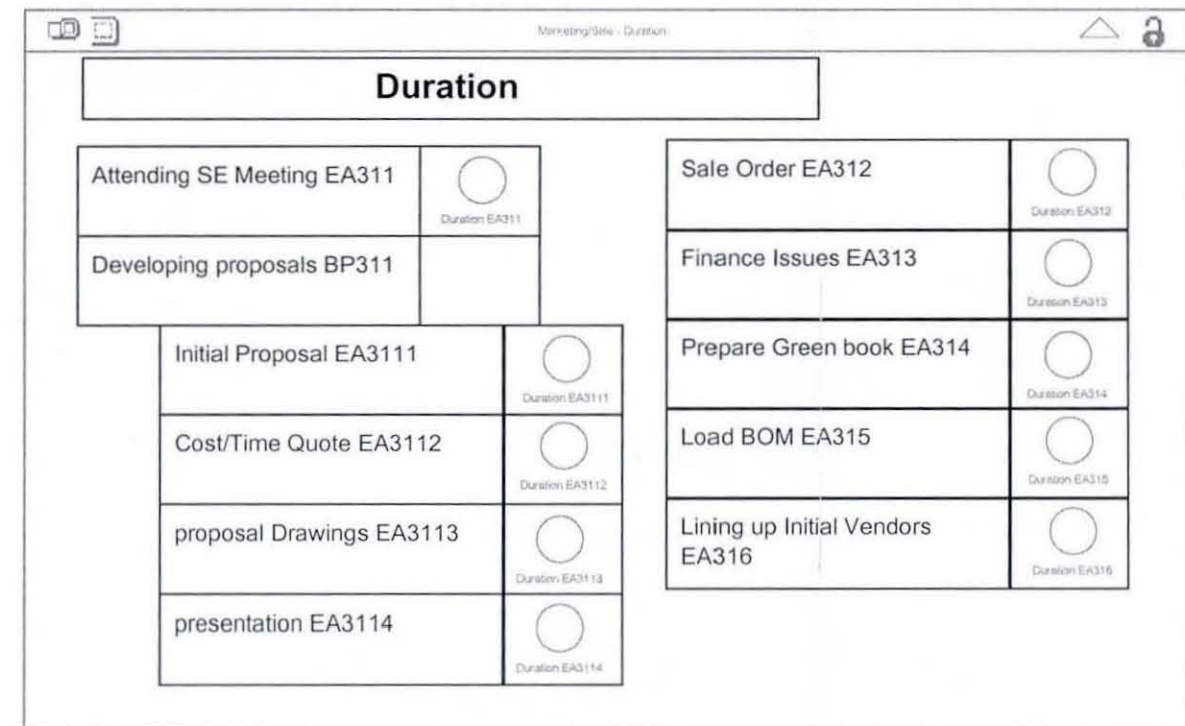 Marketing/Sale - Duration
Duration
Attending SE Meeting EA311
Duration EA311
Developing proposals BP311
Initial Proposal EA3111
Duration EA3111
Cost/Time Quote EA3112
Duration EA3112
proposal Drawings EA3113
Duration EA3113
presentation EA3114
Duration EA3114
Sale Order EA312
Duration EA312
Finance Issues EA313
Duration EA313
Prepare Green book EA314
Duration EA314
Load BOM EA315
Duration EA315
Lining up Initial Vendors
EA316
Duration EA316